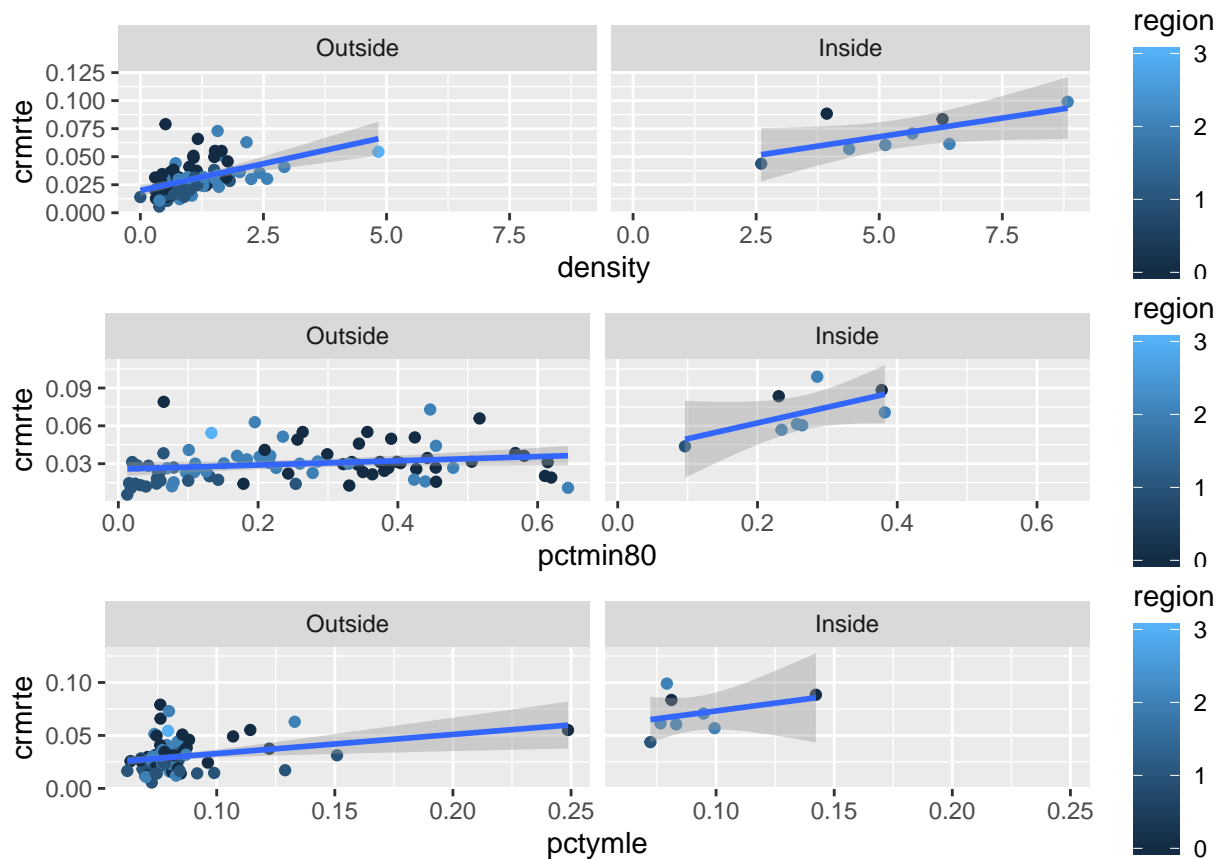 region
Outside Inside
0.125
0.100
0.075
0.050
0.025
0.000
crmrte
0.0 2.5 5.0 7.5 0.0 2.5 5.0 7.5
density
3
2
1
0
region
Outside Inside
0.09
0.06
0.03
crmrte
0.0 0.2 0.4 0.6 0.0 0.2 0.4 0.6
pctmin80
3
2
1
0
region
Outside Inside
0.10
0.05
0.00
crmrte
0.10 0.15 0.20 0.25 0.10 0.15 0.20 0.25
pctymle
3
2
1
0